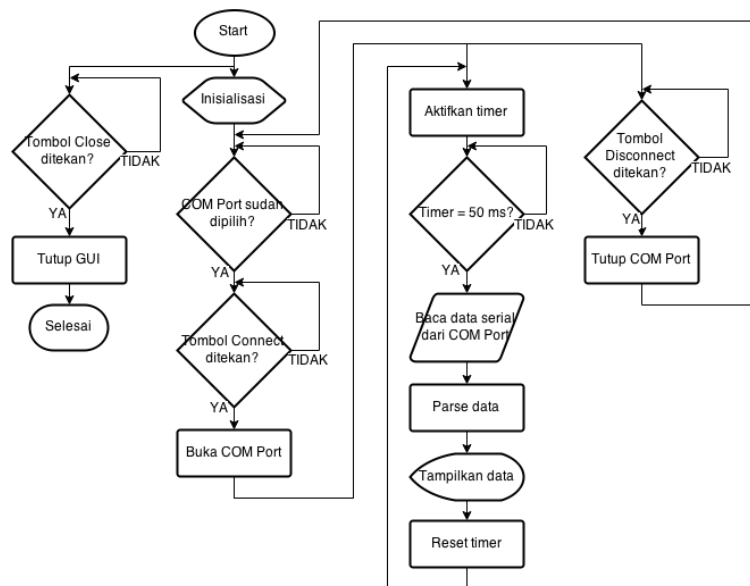 Start
Inisialisasi
Tombol Close
ditekan?
TIDAK
YA
Tutup GUI
Selesai
COM Port sudah
dipilih?
TIDAK
YA
Tombol Connect
ditekan?
TIDAK
YA
Buka COM Port
Aktifkan timer
Timer = 50 ms?
TIDAK
YA
Baca data serial
dari COM Port
Parse data
Tampilkan data
Reset timer
Tombol
Disconnect
ditekan?
TIDAK
YA
Tutup COM Port